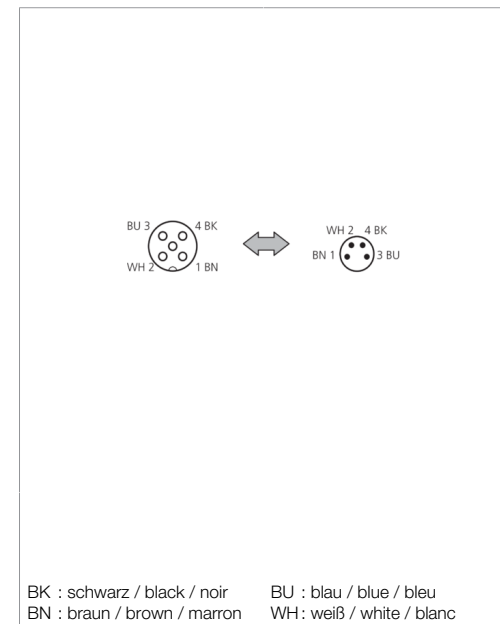 BU 3 4 BK
WH 2 1 BN
WH 2 4 BK
BN 1 3 BU
BK : schwarz / black / noir BU : blau / blue / bleu
BN : braun / brown / marron WH : weiß / white / blanc